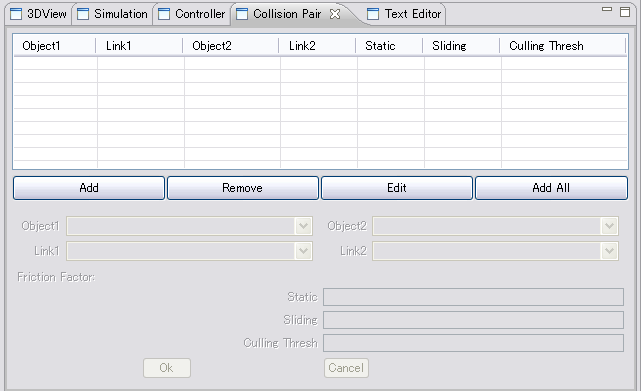 3DView Simulation Controller Collision Pair Text Editor
Object1 Link1 Object2 Link2 Static Sliding Culling Thresh
Add Remove Edit Add All
Object1 Object2
Link1 Link2
Friction Factor:
Static
Sliding
Culling Thresh
Ok Cancel